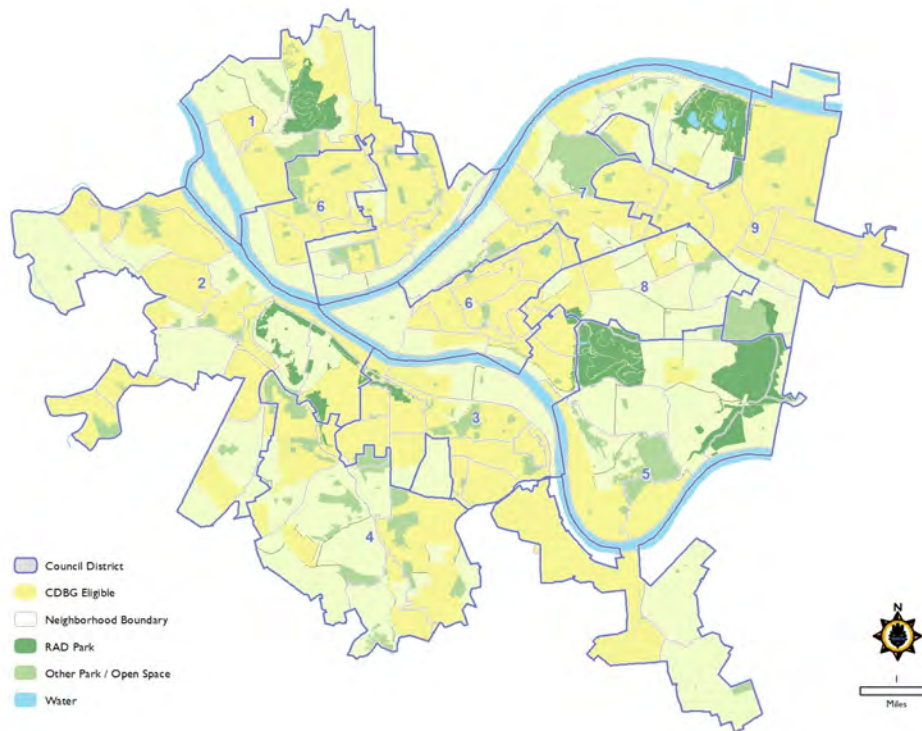 1
6
7
9
2
6
8
3
5
4
Council District
CDBG Eligible
Neighborhood Boundary
RAD Park
Other Park / Open Space
Water
N
1
Miles